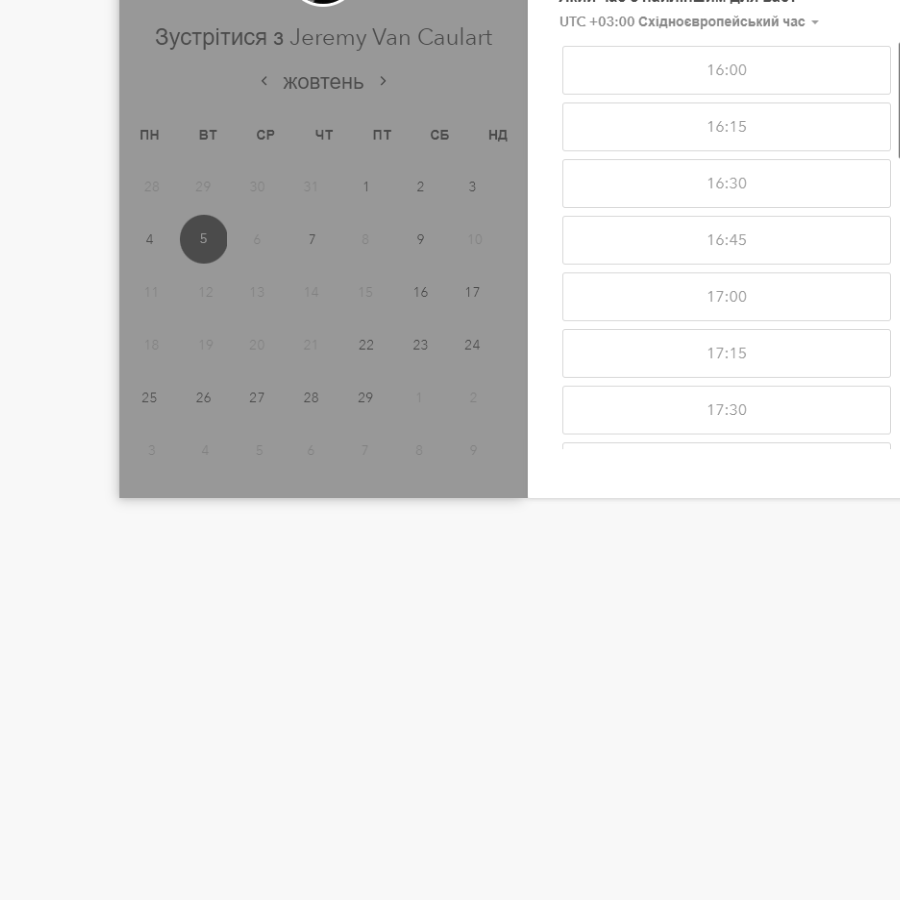 Зустрітися з Jeremy Van Caulart
жовтень
ПН ВТ СР ЧТ ПТ СБ НД
28 29 30 31 1 2 3
4 5 6 7 8 9 10
11 12 13 14 15 16 17
18 19 20 21 22 23 24
25 26 27 28 29 1 2
3 4 5 6 7 8 9
UTC +03:00 Східноєвропейський час
16:00
16:15
16:30
16:45
17:00
17:15
17:30